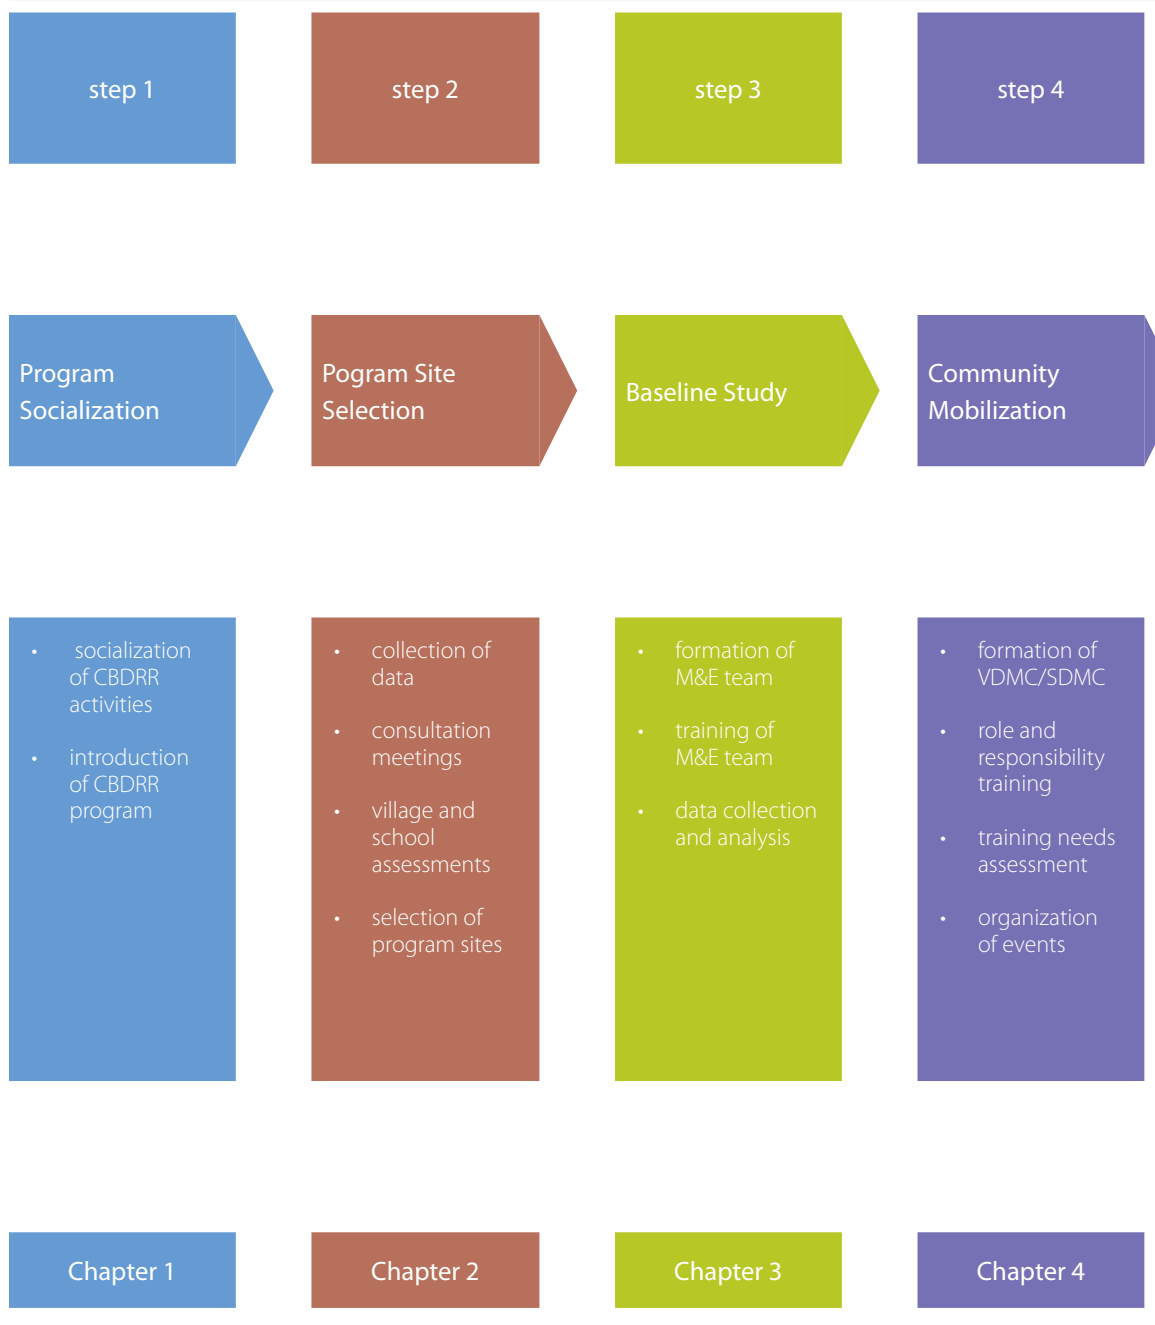 step 1
step 2
step 3
step 4
Program
Socialization
Pogram Site
Selection
Baseline Study
Community
Mobilization
• socialization
of CBDRR
activities
• introduction
of CBDRR
program
• collection of
data
• consultation
meetings
• village and
school
assessments
• selection of
program sites
• formation of
M&E team
• training of
M&E team
• data collection
and analysis
• formation of
VDMC/SDMC
• role and
responsibility
training
• training needs
assessment
• organization
of events
Chapter 1
Chapter 2
Chapter 3
Chapter 4